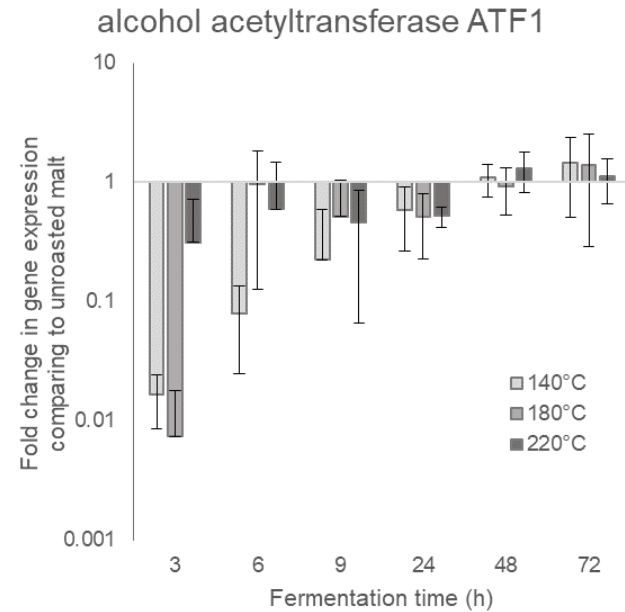 alcohol acetyltransferase ATF1
Fold change in gene expression
comparing to unroasted malt
10
1
0.1
0.01
0.001
140°C
180°C
220°C
3 6 9 24 48 72
Fermentation time (h)